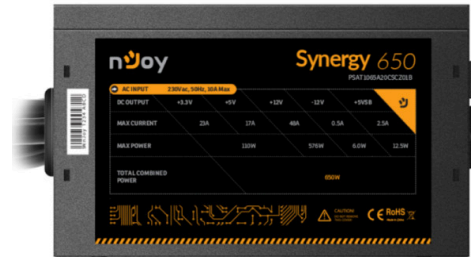 nJoy
Synergy 650
PSAT1065A20CSCZ01B
AC INPUT 230Vac, 50Hz, 10A Max
DC OUTPUT +3.3V +5V +12V -12V +5VSB
MAX CURRENT 23A 17A 48A 0.5A 2.5A
MAX POWER 110W 576W 6.0W 12.5W
TOTAL COMBINED POWER 650W
CAUTION
CE RoHS